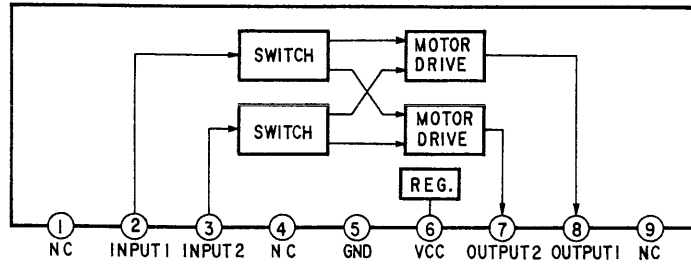 SWITCH
MOTOR
DRIVE
SWITCH
MOTOR
DRIVE
REG.
1 2 3 4 5 6 7 8 9
NC INPUT1 INPUT2 NC GND VCC OUTPUT2 OUTPUT1 NC